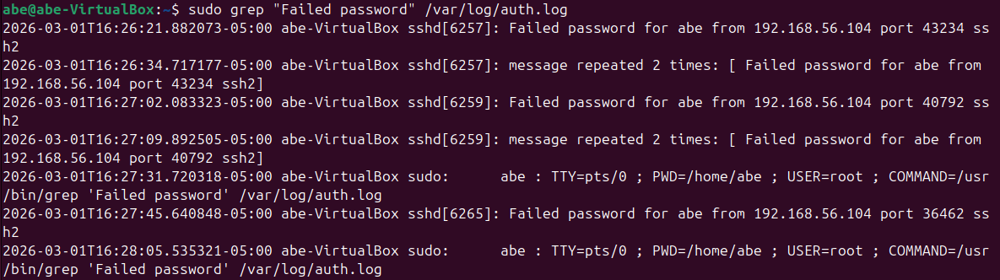 abe@abe-VirtualBox:~$ sudo grep "Failed password" /var/log/auth.log
2026-03-01T16:26:21.882073-05:00 abe-VirtualBox sshd[6257]: Failed password for abe from 192.168.56.104 port 43234 ss
h2
2026-03-01T16:26:34.717177-05:00 abe-VirtualBox sshd[6257]: message repeated 2 times: [ Failed password for abe from
192.168.56.104 port 43234 ssh2]
2026-03-01T16:27:02.083323-05:00 abe-VirtualBox sshd[6259]: Failed password for abe from 192.168.56.104 port 40792 ss
h2
2026-03-01T16:27:09.892505-05:00 abe-VirtualBox sshd[6259]: message repeated 2 times: [ Failed password for abe from
192.168.56.104 port 40792 ssh2]
2026-03-01T16:27:31.720318-05:00 abe-VirtualBox sudo:      abe : TTY=pts/0 ; PWD=/home/abe ; USER=root ; COMMAND=/usr
/bin/grep 'Failed password' /var/log/auth.log
2026-03-01T16:27:45.640848-05:00 abe-VirtualBox sshd[6265]: Failed password for abe from 192.168.56.104 port 36462 ss
h2
2026-03-01T16:28:05.535321-05:00 abe-VirtualBox sudo:      abe : TTY=pts/0 ; PWD=/home/abe ; USER=root ; COMMAND=/usr
/bin/grep 'Failed password' /var/log/auth.log